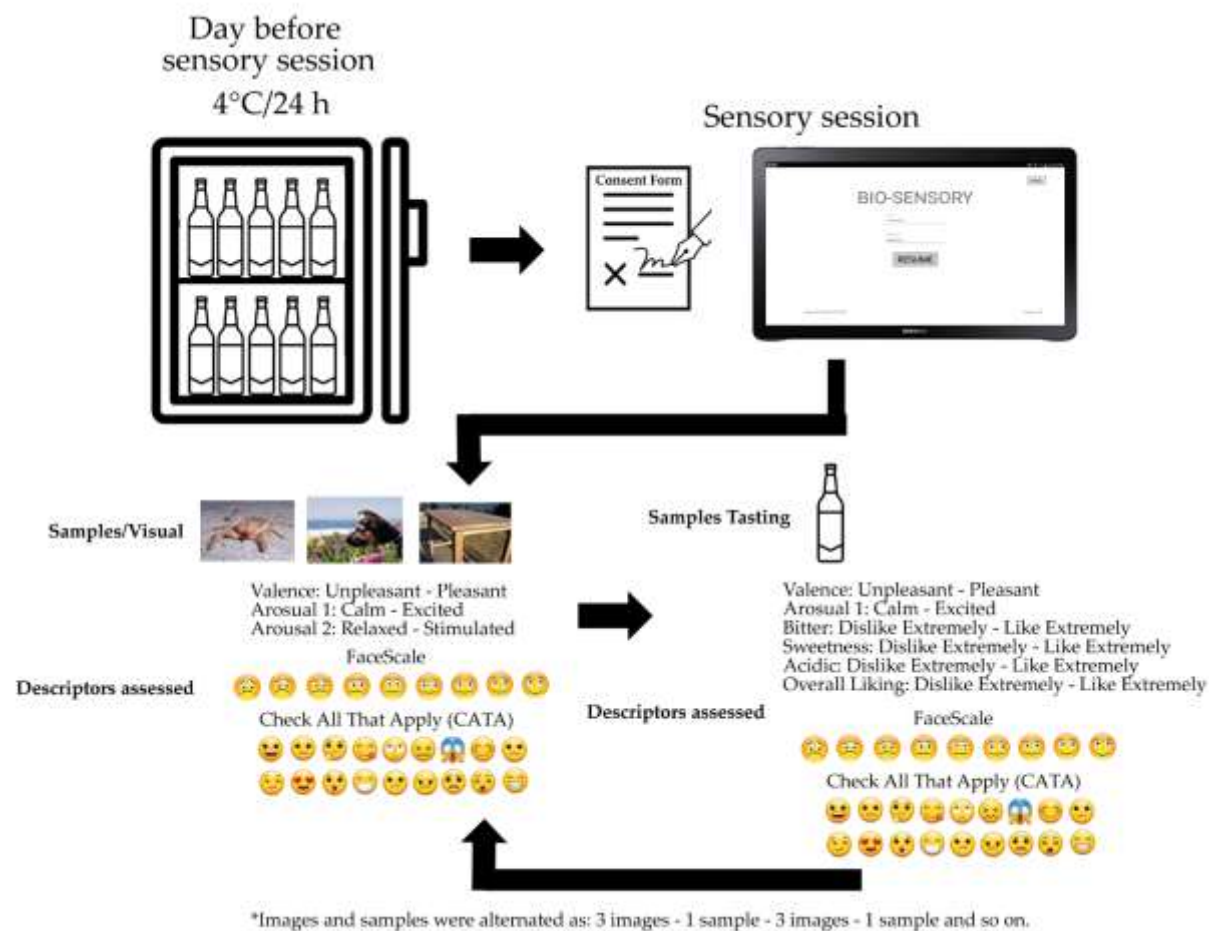 Day before
sensory session
4°C/24 h
Sensory session
Consent Form
BIO-SENSORY
RESUME
Samples/Visual
Valence: Unpleasant - Pleasant
Arosual 1: Calm - Excited
Arousal 2: Relaxed - Stimulated
FaceScale
Descriptors assessed
Check All That Apply (CATA)
Samples Tasting
Valence: Unpleasant - Pleasant
Arosual 1: Calm - Excited
Bitter: Dislike Extremely - Like Extremely
Sweetness: Dislike Extremely - Like Extremely
Acidic: Dislike Extremely - Like Extremely
Overall Liking: Dislike Extremely - Like Extremely
Descriptors assessed
FaceScale
Check All That Apply (CATA)
*Images and samples were alternated as: 3 images - 1 sample - 3 images - 1 sample and so on.